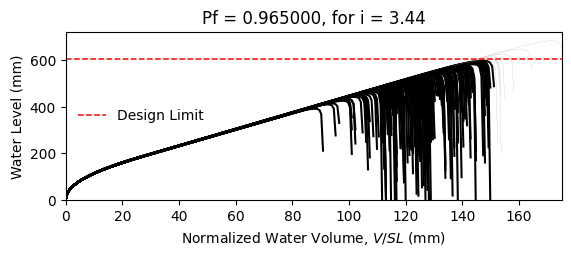 Pf = 0.965000, for i = 3.44
Water Level (mm)
600
400
200
0
Design Limit
0 20 40 60 80 100 120 140 160
Normalized Water Volume, V/SL (mm)